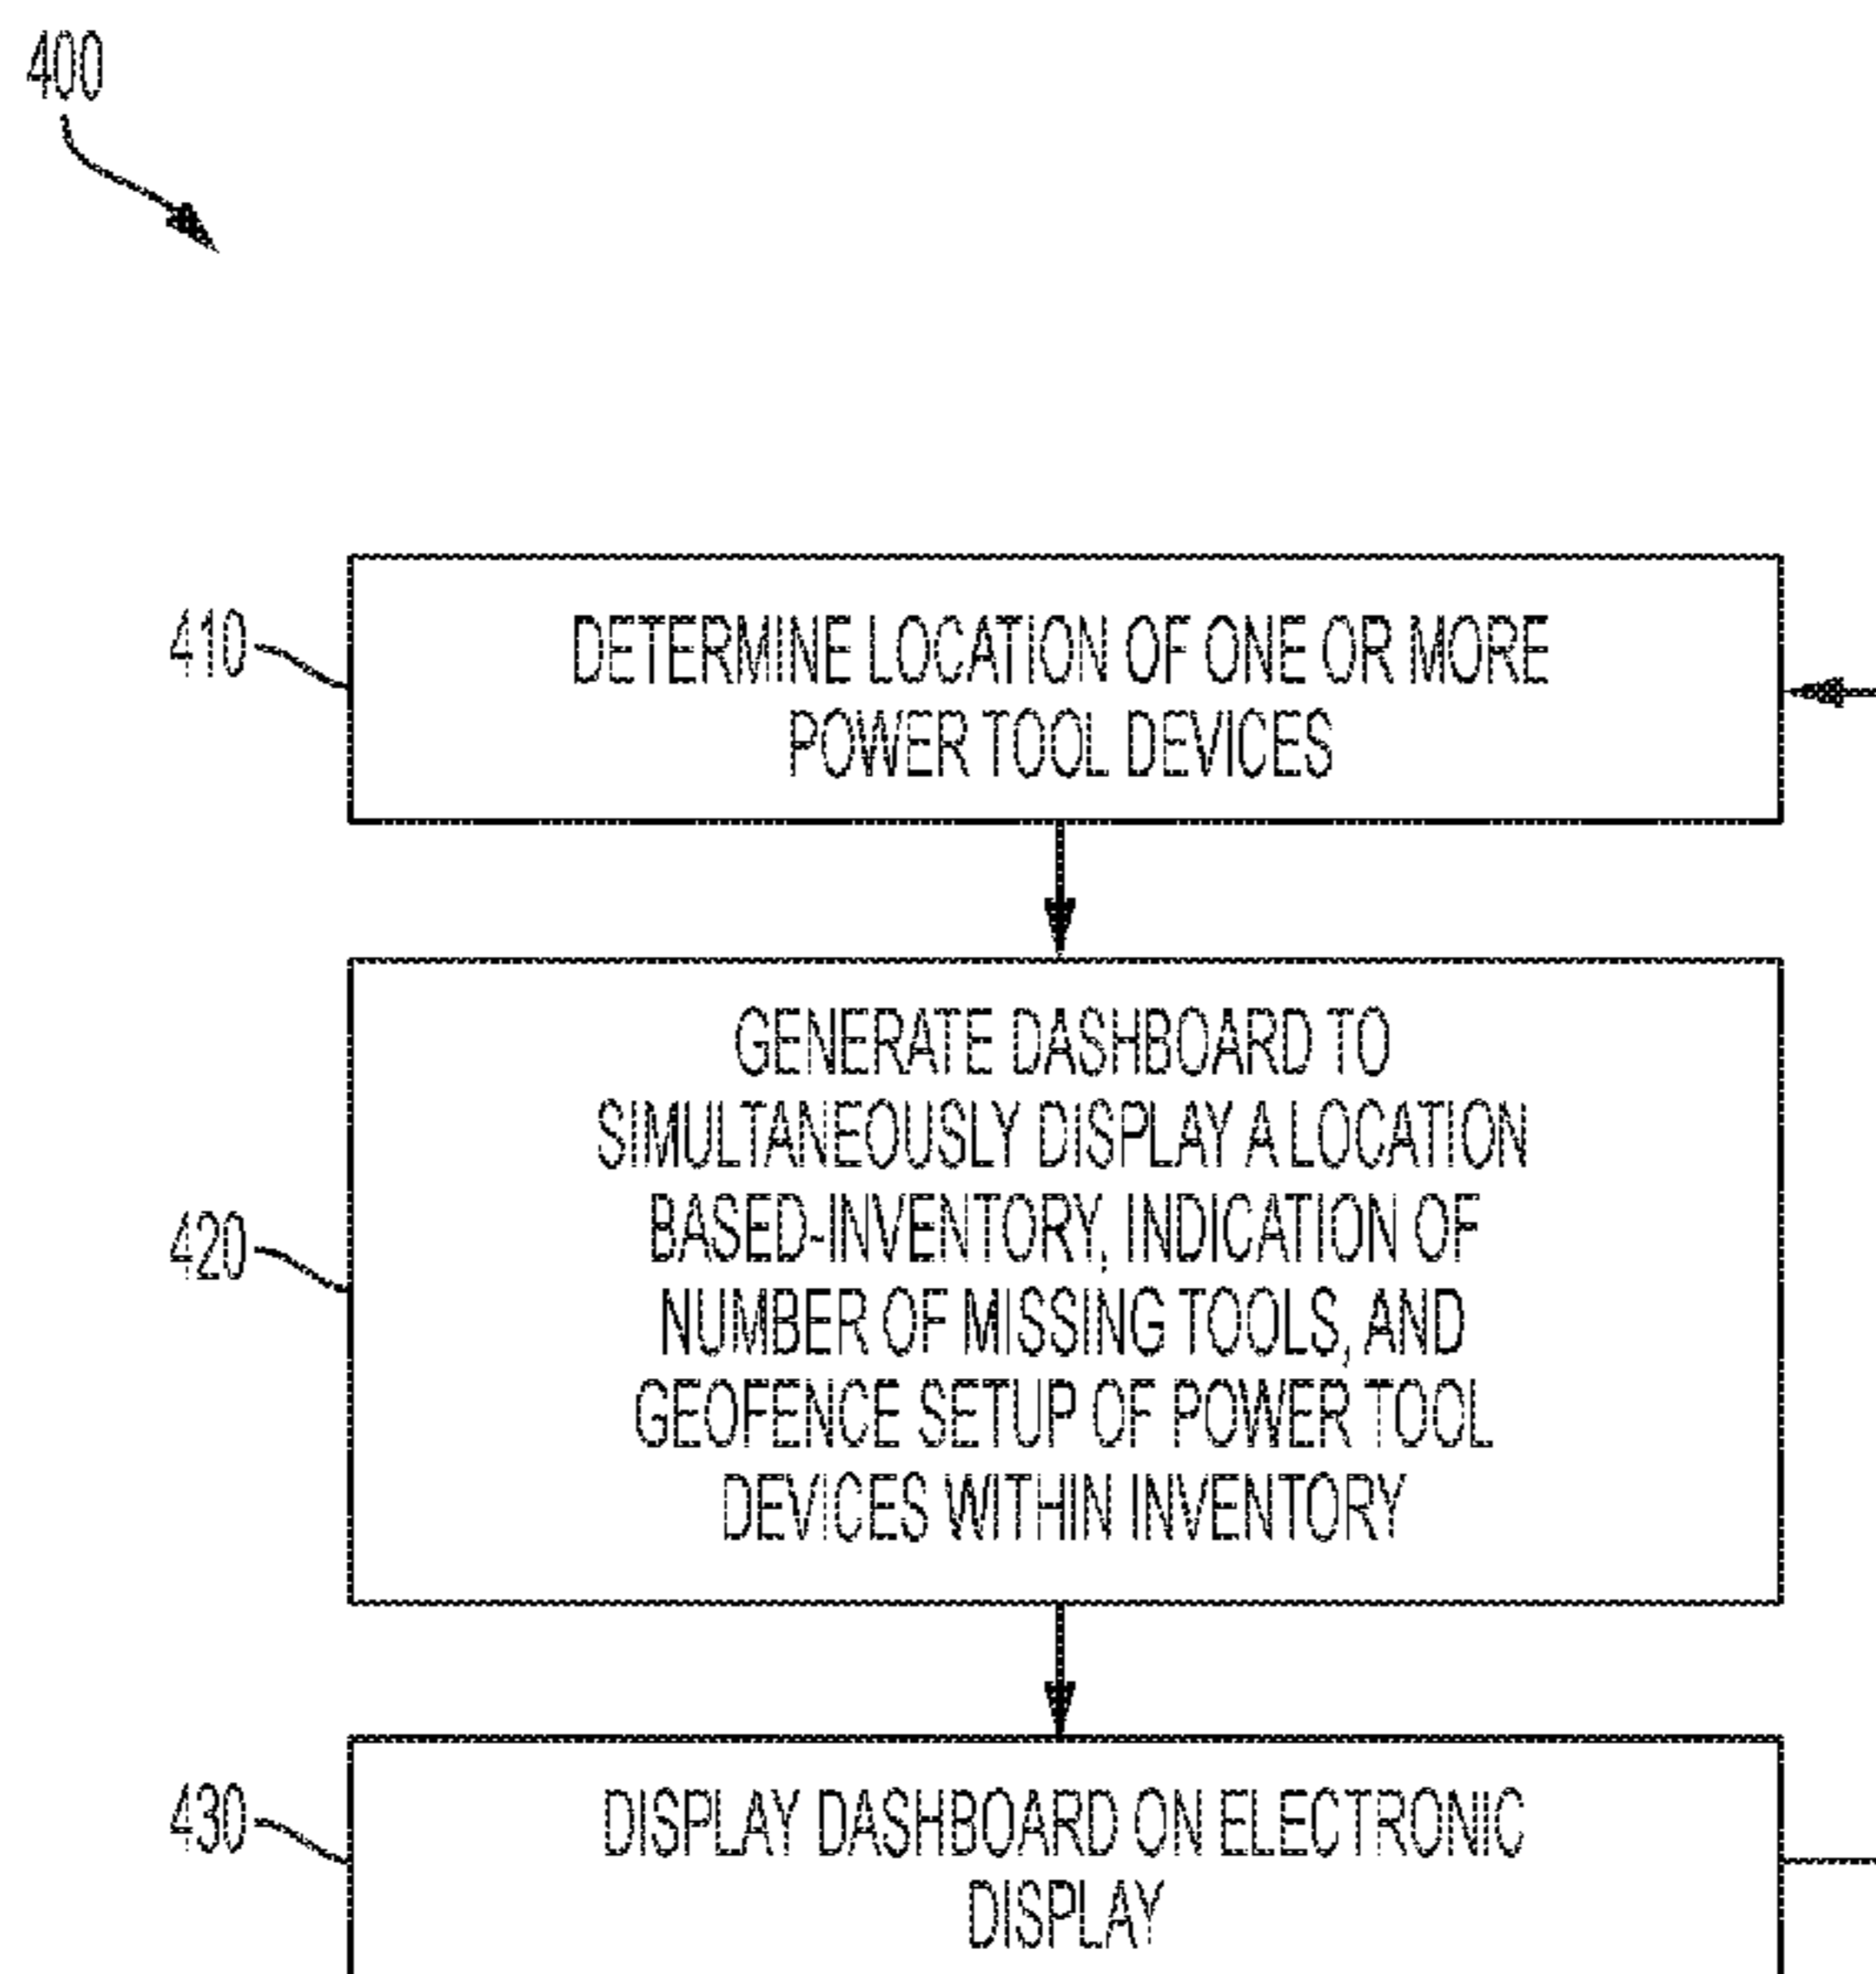 400
410
DETERMINE LOCATION OF ONE OR MORE
POWER TOOL DEVICES
420
GENERATE DASHBOARD TO
SIMULTANEOUSLY DISPLAY A LOCATION
BASED-INVENTORY, INDICATION OF
NUMBER OF MISSING TOOLS, AND
GEOFENCE SETUP OF POWER TOOL
DEVICES WITHIN INVENTORY
430
DISPLAY DASHBOARD ON ELECTRONIC
DISPLAY